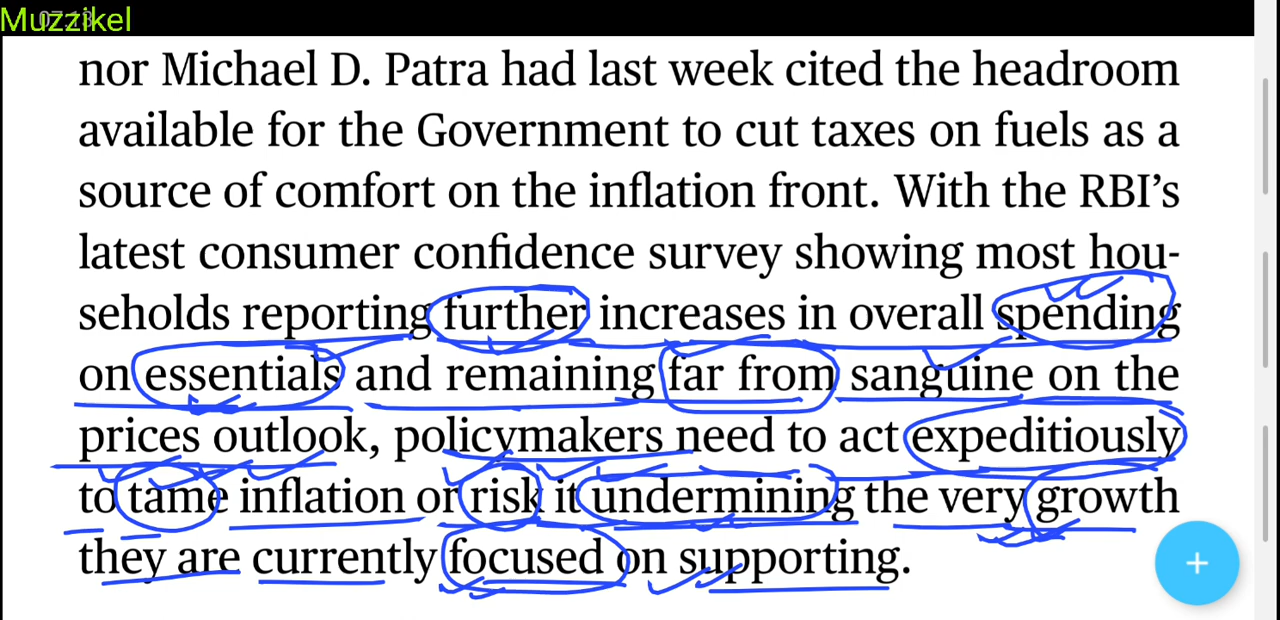 Muzzikel
nor Michael D. Patra had last week cited the headroom
available for the Government to cut taxes on fuels as a
source of comfort on the inflation front. With the RBI's
latest consumer confidence survey showing most hou-
seholds reporting further increases in overall spending
on essentials and remaining far from sanguine on the
prices outlook, policymakers need to act expeditiously
to tame inflation or risk it undermining the very growth
they are currently focused on supporting.
+